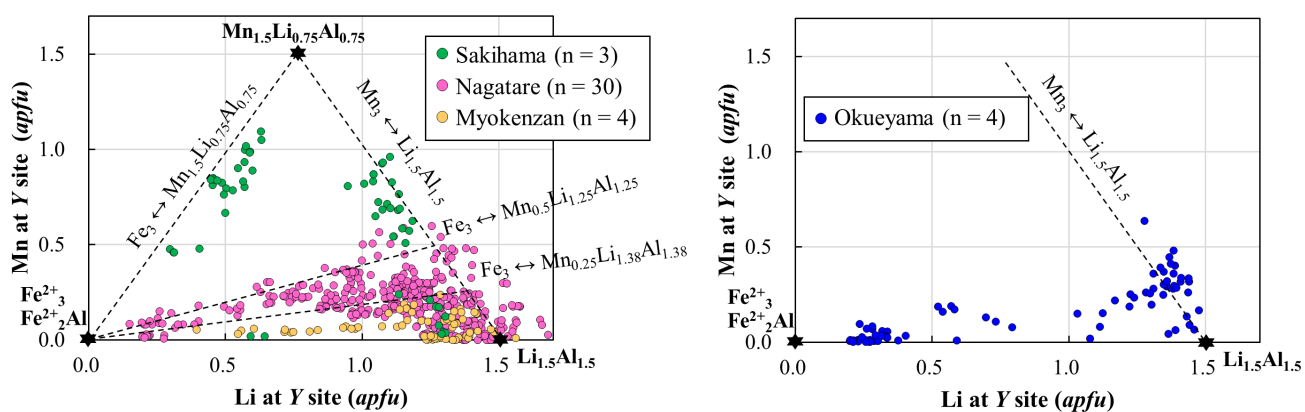 Mn1.5Li0.75Al0.75
1.5
1.0
0.5
0.0
Mn at Y site (apfu)
Sakihama (n = 3)
Nagatare (n = 30)
Myokenzan (n = 4)
Fe3 ↔ Mn1.5Li0.75Al0.75
Mn3 ↔ Li1.5Al1.5
Fe3 ↔ Mn0.5Li1.25Al1.25
Fe3 ↔ Mn0.25Li1.38Al1.38
Fe2+3
Fe2+2Al
Li1.5Al1.5
0.0 0.5 1.0 1.5
Li at Y site (apfu)
1.5
1.0
0.5
0.0
Mn at Y site (apfu)
Okueyama (n = 4)
Mn3 ↔ Li1.5Al1.5
Fe2+3
Fe2+2Al
Li1.5Al1.5
0.0 0.5 1.0 1.5
Li at Y site (apfu)